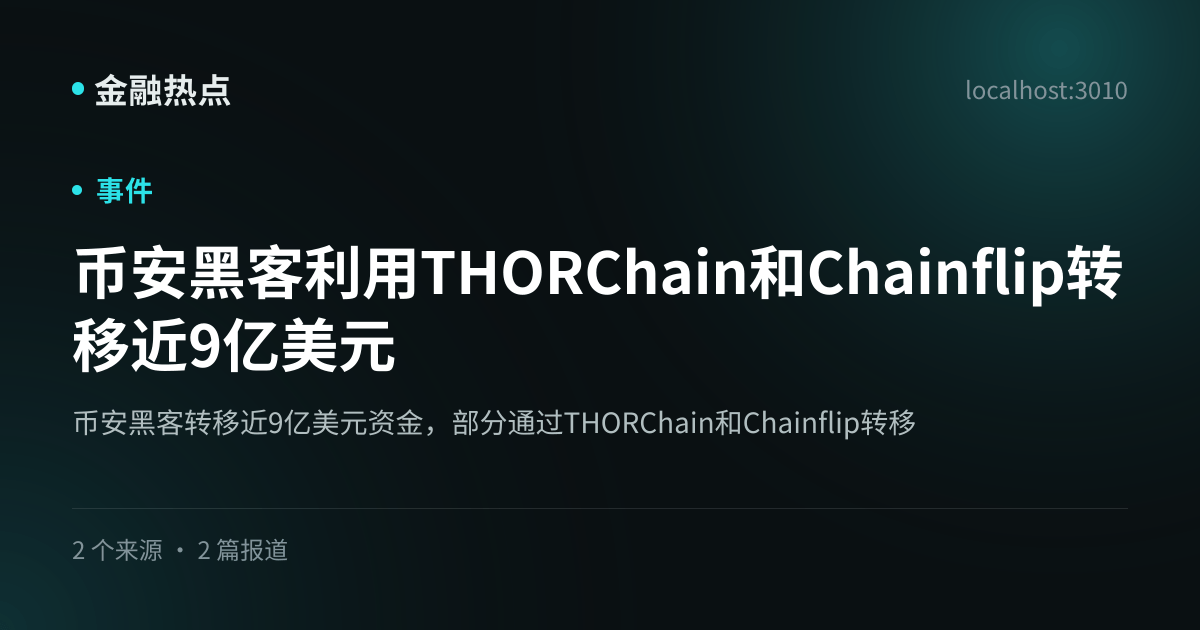 金融热点
localhost:3010
事件
币安黑客利用THORChain和Chainflip转
移近9亿美元
币安黑客转移近9亿美元资金，部分通过THORChain和Chainflip转移
2 个来源 · 2 篇报道